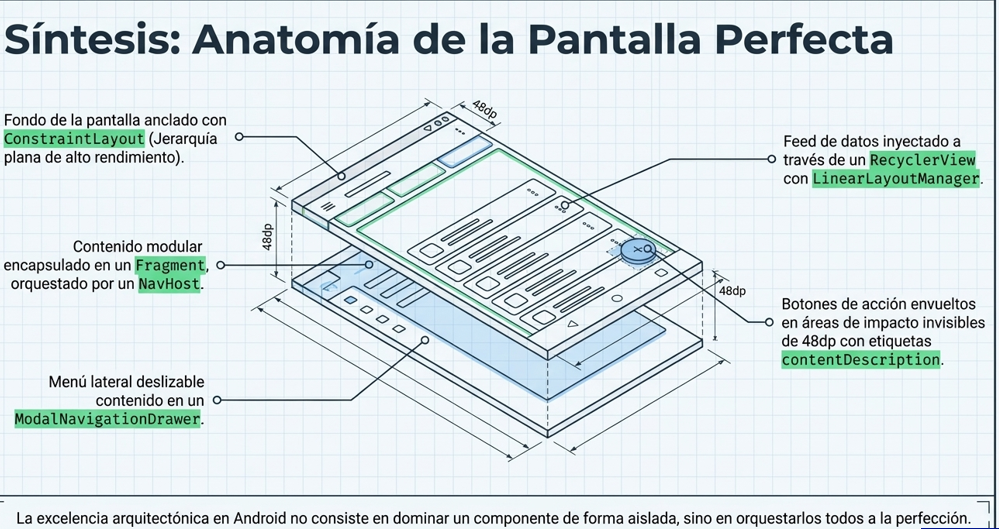 Síntesis: Anatomía de la Pantalla Perfecta
48dp
Fondo de la pantalla anclado con
ConstraintLayout (Jerarquía
plana de alto rendimiento).
Feed de datos inyectado a
través de un RecyclerView
con LinearLayoutManager.
48dp
Contenido modular
encapsulado en un Fragment,
orquestado por un NavHost.
48dp
Botones de acción envueltos
en áreas de impacto invisibles
de 48dp con etiquetas
contentDescription.
Menú lateral deslizable
contenido en un
ModalNavigationDrawer.
La excelencia arquitectónica en Android no consiste en dominar un componente de forma aislada, sino en orquestarlos todos a la perfección.